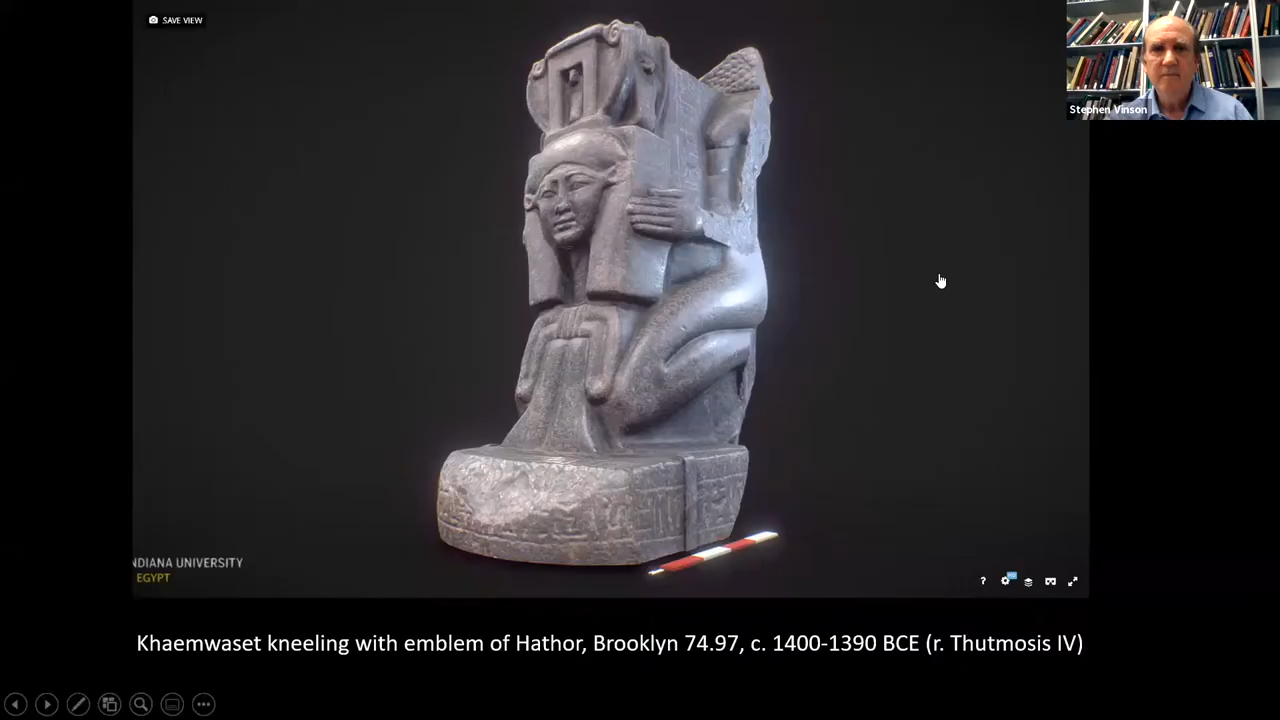 SAVE VIEW
Stephen Vinson
NDIANA UNIVERSITY
EGYPT
Khaemwaset kneeling with emblem of Hathor, Brooklyn 74.97, c. 1400-1390 BCE (r. Thutmosis IV)